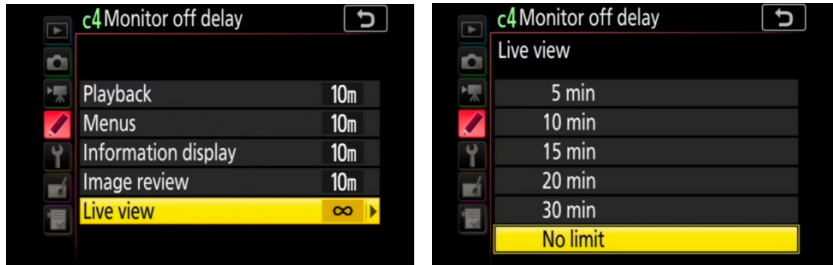 c4 Monitor off delay
Playback 10m
Menus 10m
Information display 10m
Image review 10m
Live view ∞
c4 Monitor off delay
Live view
5 min
10 min
15 min
20 min
30 min
No limit